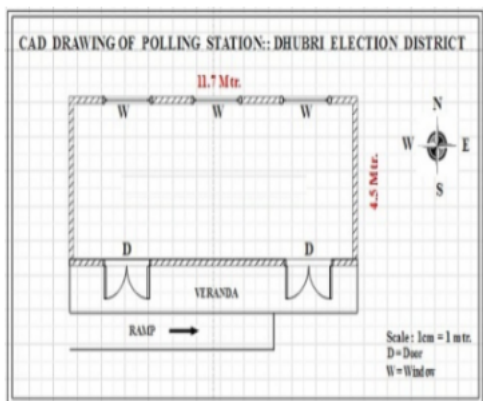 CAD DRAWING OF POLLING STATION:: DHUBRI ELECTION DISTRICT
11.7 Mtr.
W W W
N
W E
S
4.5 Mtr.
D D
VERANDA
RAMP
Scale: 1cm = 1 mtr.
D=Door
W=Window